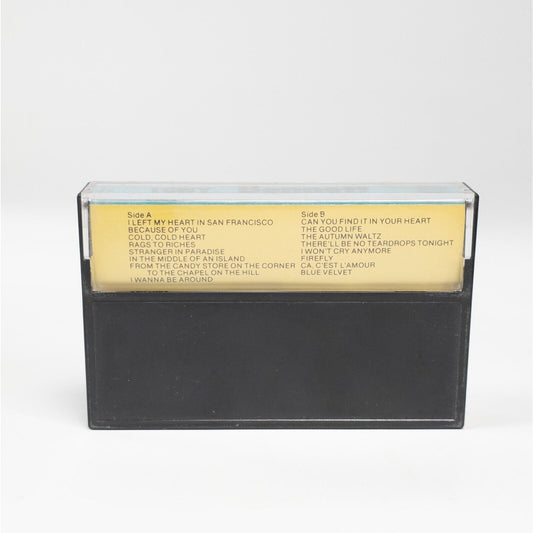 Side A
I LEFT MY HEART IN SAN FRANCISCO
BECAUSE OF YOU
COLD, COLD HEART
RAGS TO RICHES
STRANGER IN PARADISE
IN THE MIDDLE OF AN ISLAND
FROM THE CANDY STORE ON THE CORNER
TO THE CHAPEL ON THE HILL
I WANNA BE AROUND
Side B
CAN YOU FIND IT IN YOUR HEART
THE GOOD LIFE
THE AUTUMN WALTZ
THERE'LL BE NO TEARDROPS TONIGHT
I WON'T CRY ANYMORE
FIREFLY
CA, C'EST L'AMOUR
BLUE VELVET